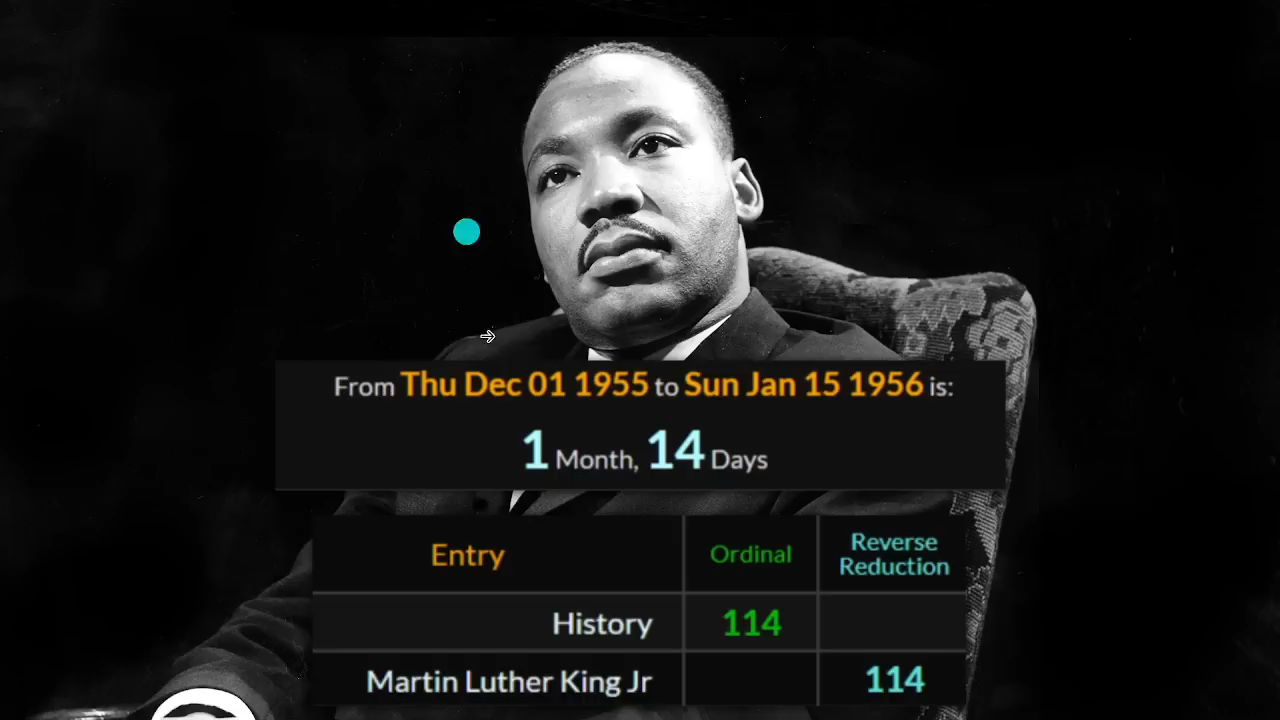 From Thu Dec 01 1955 to Sun Jan 15 1956 is:
1 Month, 14 Days
Entry Ordinal Reverse Reduction
History 114
Martin Luther King Jr 114